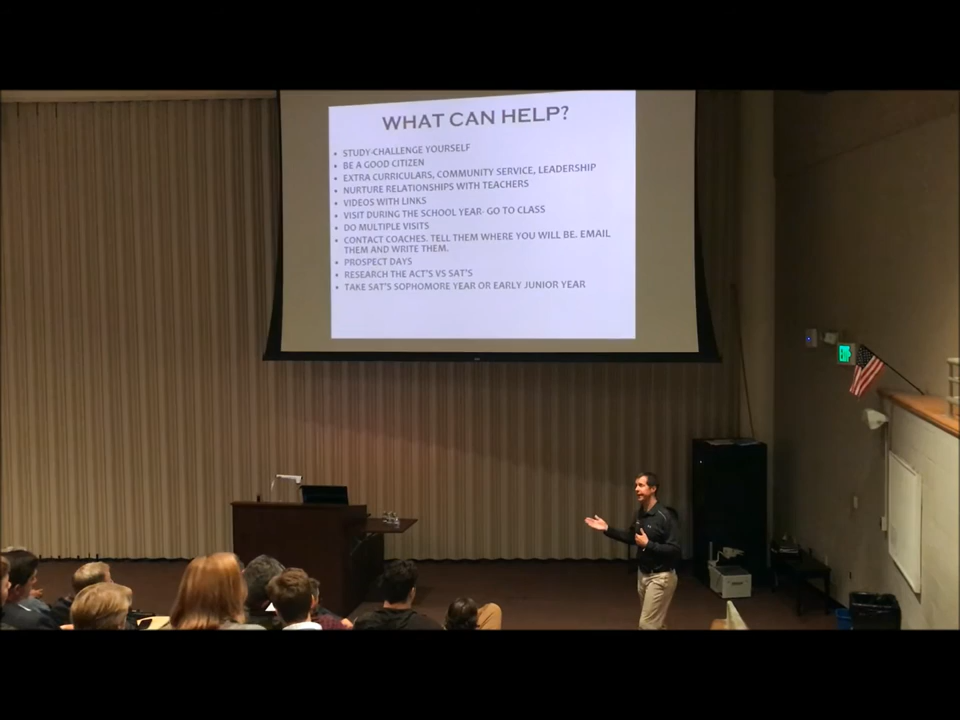 WHAT CAN HELP?
• STUDY-CHALLENGE YOURSELF
• BE A GOOD CITIZEN
• EXTRA CURRICULARS, COMMUNITY SERVICE, LEADERSHIP
• NURTURE RELATIONSHIPS WITH TEACHERS
• VIDEOS WITH LINKS
• VISIT DURING THE SCHOOL YEAR- GO TO CLASS
• DO MULTIPLE VISITS
• CONTACT COACHES. TELL THEM WHERE YOU WILL BE. EMAIL
THEM AND WRITE THEM.
• PROSPECT DAYS
• RESEARCH THE ACT'S VS SAT'S
• TAKE SAT'S SOPHOMORE YEAR OR EARLY JUNIOR YEAR